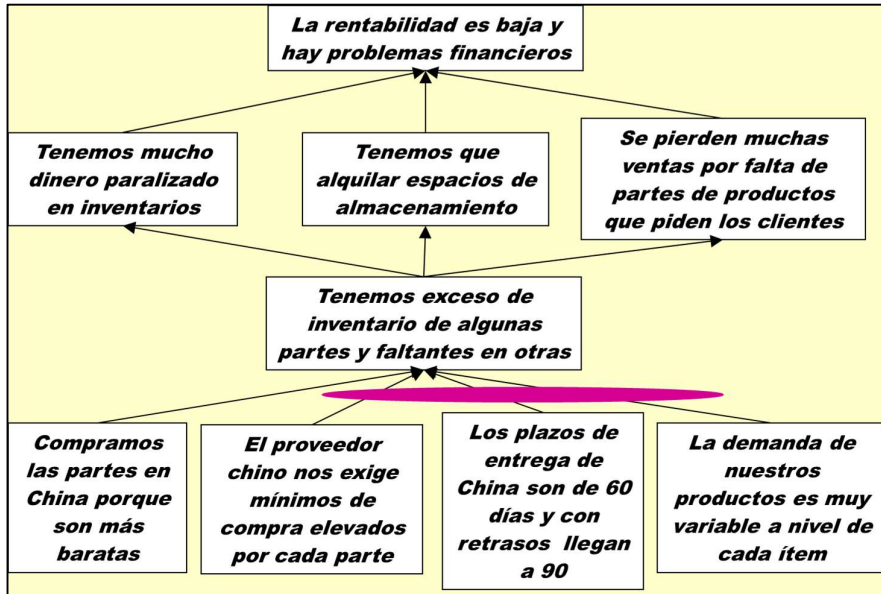 La rentabilidad es baja y
hay problemas financieros
Tenemos mucho
dinero paralizado
en inventarios
Tenemos que
alquilar espacios de
almacenamiento
Se pierden muchas
ventas por falta de
partes de productos
que piden los clientes
Tenemos exceso de
inventario de algunas
partes y faltantes en otras
Compramos
las partes en
China porque
son más
baratas
El proveedor
chino nos exige
mínimos de
compra elevados
por cada parte
Los plazos de
entrega de
China son de 60
días y con
retrasos llegan
a 90
La demanda de
nuestros
productos es muy
variable a nivel de
cada ítem